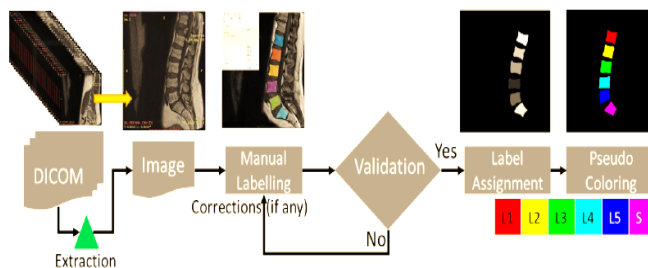 DICOM
Extraction
Image
Manual
Labelling
Corrections (if any)
Validation
Yes
No
Label
Assignment
Pseudo
Coloring
L1 L2 L3 L4 L5 S